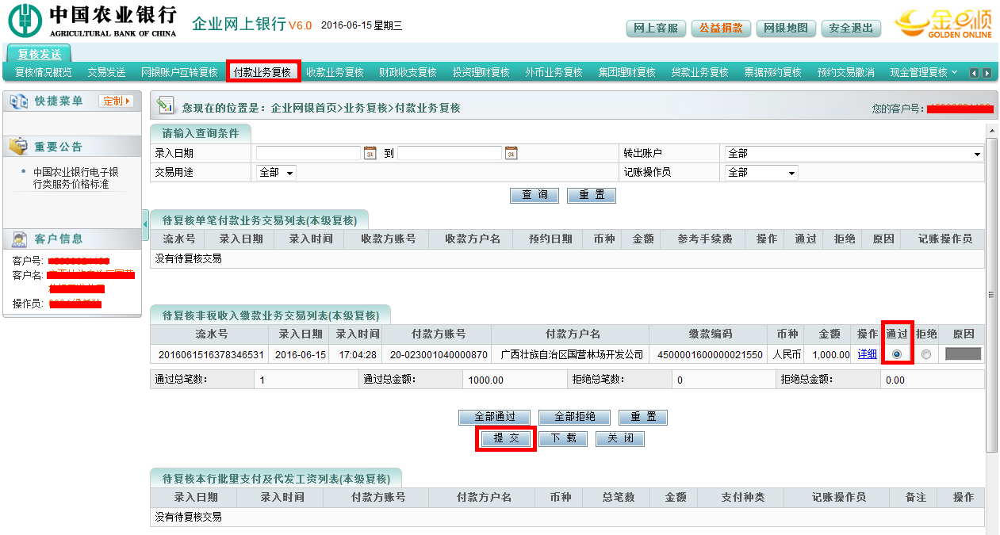 中国农业银行
AGRICULTURAL BANK OF CHINA
企业网上银行 V6.0 2016-06-15 星期三
网上客服 公益捐款 网银地图 安全退出
金e顺
GOLDEN ONLINE
复核发送
复核情况概览 交易发送 网银账户互转复核 付款业务复核 收款业务复核 财政收支复核 投资理财复核 外币业务复核 集团理财复核 贷款业务复核 票据预约复核 预约交易撤消 现金管理复核
快捷菜单 定制
重要公告
中国农业银行电子银
行类服务价格标准
客户信息
客户号:
客户名:
操作员:
您现在的位置是：企业网银首页>业务复核>付款业务复核
您的客户号：
请输入查询条件
录入日期 到 转出账户 全部
交易用途 全部 记账操作员 全部
查 询 重 置
待复核单笔付款业务交易列表(本级复核)
流水号 录入日期 录入时间 收款方账号 收款方户名 预约日期 币种 金额 参考手续费 操作 通过 拒绝 原因 记账操作员
没有待复核交易
待复核非税收入缴款业务交易列表(本级复核)
流水号 录入日期 录入时间 付款方账号 付款方户名 缴款编码 币种 金额 操作 通过 拒绝 原因
2016061516378346531 2016-06-15 17:04:28 20-023001040000870 广西壮族自治区国营林场开发公司 4500001600000021550 人民币 1,000.00 详细
通过总笔数： 1 通过总金额： 1000.00 拒绝总笔数： 0 拒绝总金额： 0.00
全部通过 全部拒绝 重 置
提 交 下 载 关 闭
待复核本行批量支付及代发工资列表(本级复核)
录入日期 录入时间 付款方账号 付款方户名 币种 总笔数 金额 支付种类 记账操作员 备注 操作
没有待复核交易